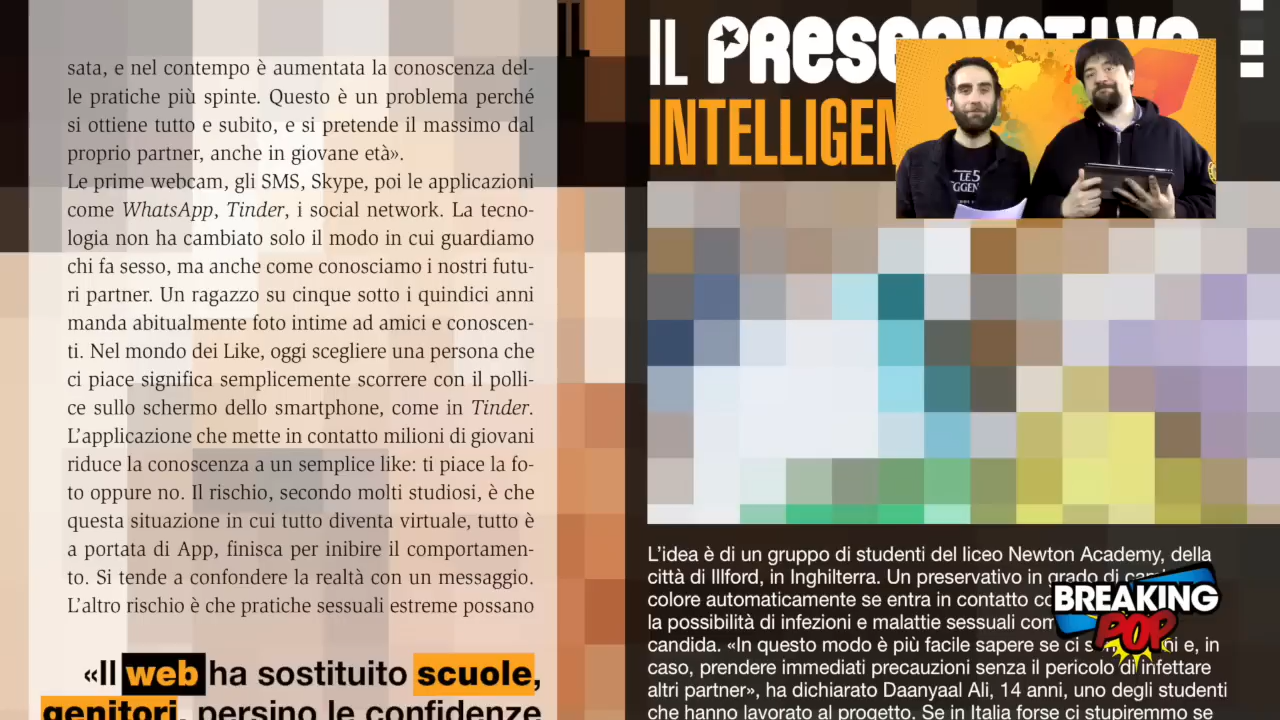 sata, e nel contempo è aumentata la conoscenza del-
le pratiche più spinte. Questo è un problema perché
si ottiene tutto e subito, e si pretende il massimo dal
proprio partner, anche in giovane età».
Le prime webcam, gli SMS, Skype, poi le applicazioni
come WhatsApp, Tinder, i social network. La tecno-
logia non ha cambiato solo il modo in cui guardiamo
chi fa sesso, ma anche come conosciamo i nostri futu-
ri partner. Un ragazzo su cinque sotto i quindici anni
manda abitualmente foto intime ad amici e conoscen-
ti. Nel mondo dei Like, oggi scegliere una persona che
ci piace significa semplicemente scorrere con il polli-
ce sullo schermo dello smartphone, come in Tinder.
L'applicazione che mette in contatto milioni di giovani
riduce la conoscenza a un semplice like: ti piace la fo-
to oppure no. Il rischio, secondo molti studiosi, è che
questa situazione in cui tutto diventa virtuale, tutto è
a portata di App, finisca per inibire il comportamen-
to. Si tende a confondere la realtà con un messaggio.
L'altro rischio è che pratiche sessuali estreme possano
«Il web ha sostituito scuole,
genitori, persino le confidenze
IL
L'idea è di un gruppo di studenti del liceo Newton Academy, della
città di Illford, in Inghilterra. Un preservativo in grado di
colore automaticamente se entra in contatto
la possibilità di infezioni e malattie sessuali
candida. «In questo modo è più facile sapere se ci e, in
caso, prendere immediati precauzioni senza il pericolo di infettare
altri partner», ha dichiarato Daanyaal Ali, 14 anni, uno degli studenti
che hanno lavorato al progetto. Se in Italia forse ci stupiremmo se
LE 5
BREAKING
POP